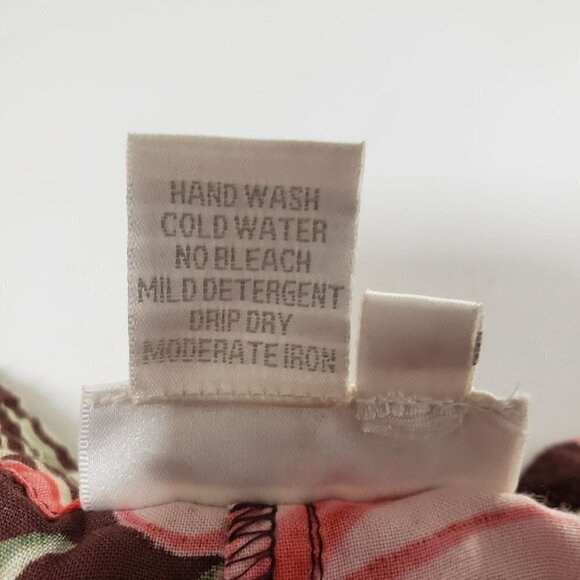 HAND WASH
COLD WATER
NO BLEACH
MILD DETERGENT
DRIP DRY
MODERATE IRON